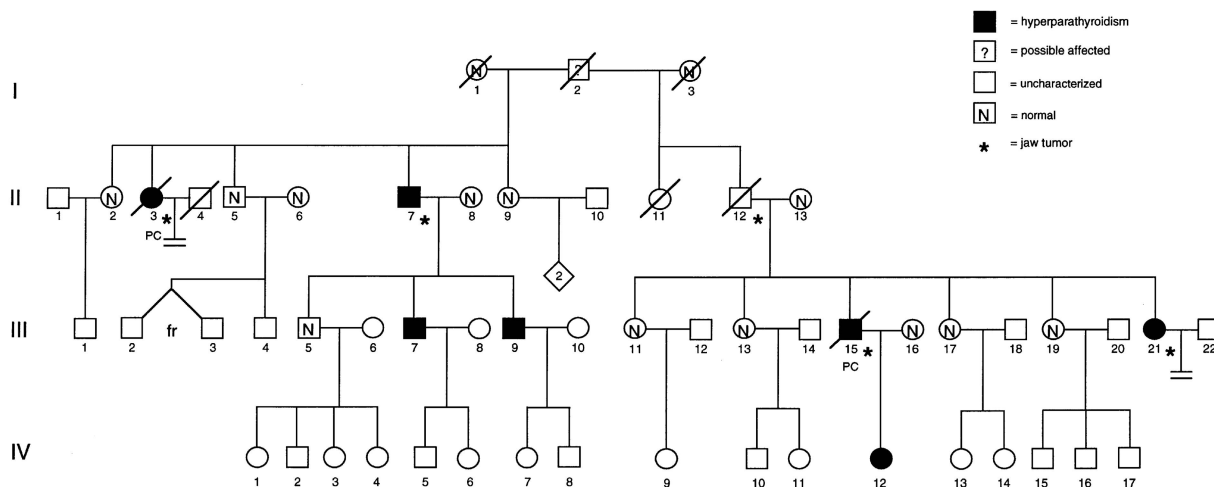 = hyperparathyroidism
? = possible affected
= uncharacterized
N = normal
* = jaw tumor
I
N ? N
1 2 3
II
N N N N N N N
1 2 3 * 4 5 6 7 * 8 9 10 11 12 * 13
PC
2
III
fr N N N N N N
1 2 3 4 5 6 7 8 9 10 11 12 13 14 15 * 16 17 18 19 20 21 * 22
PC
IV
1 2 3 4 5 6 7 8 9 10 11 12 13 14 15 16 17